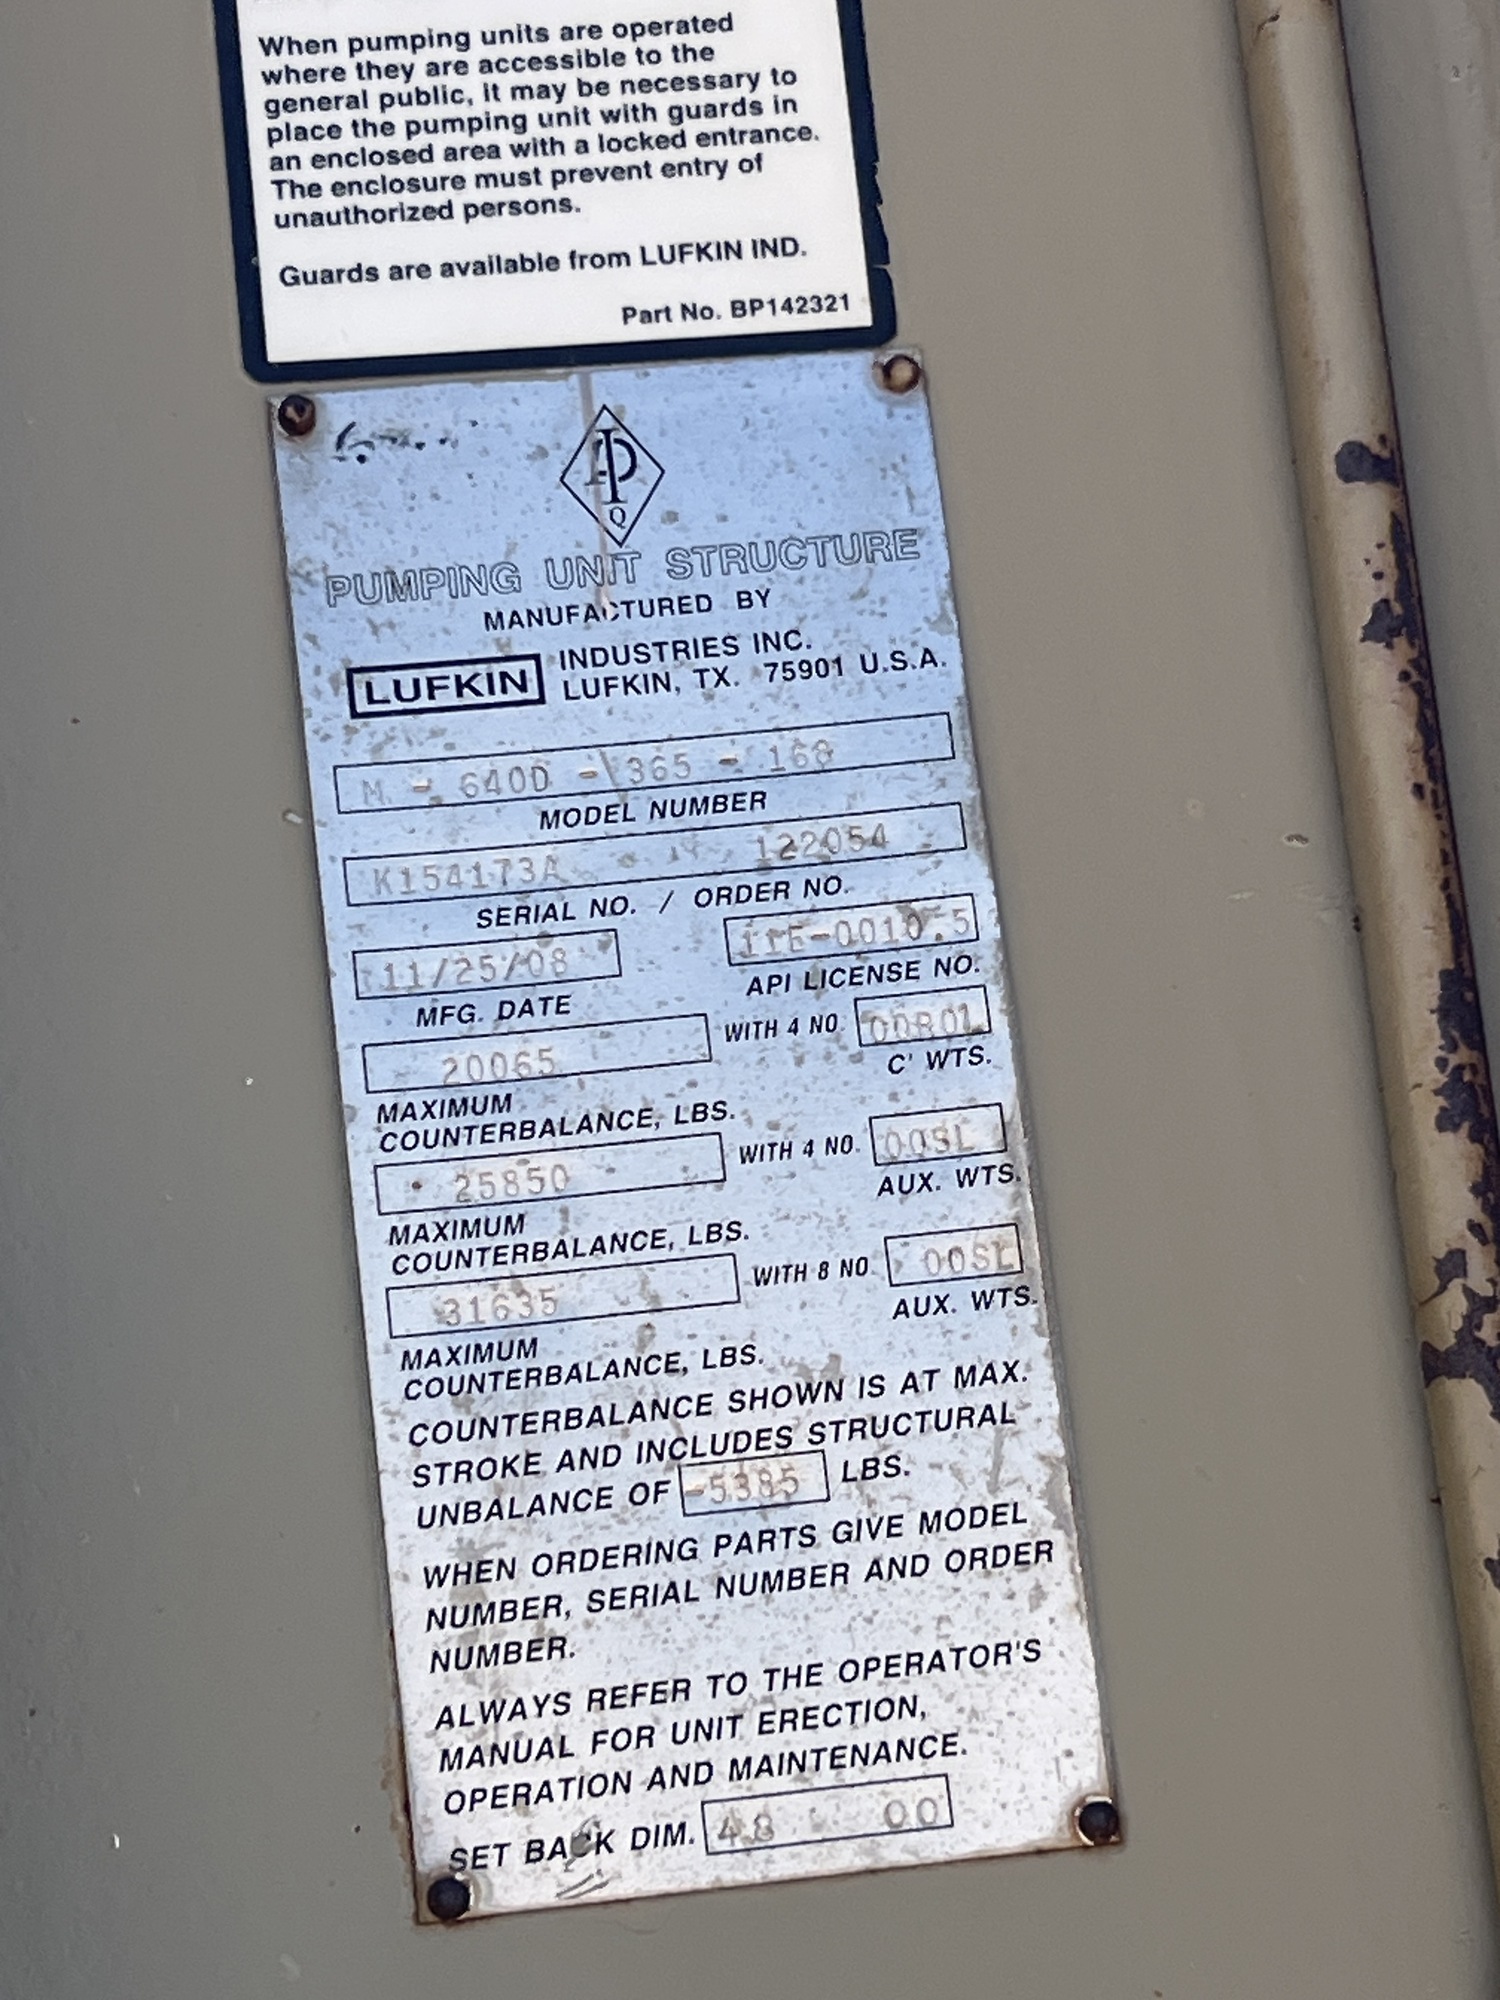 When pumping units are operated
where they are accessible to the
general public, it may be necessary to
place the pumping unit with guards in
an enclosed area with a locked entrance.
The enclosure must prevent entry of
unauthorized persons.
Guards are available from LUFKIN IND.
Part No. BP142321
API
Q
PUMPING UNIT STRUCTURE
MANUFACTURED BY
LUFKIN INDUSTRIES INC.
LUFKIN, TX. 75901 U.S.A.
M - 640D - 365 - 168
MODEL NUMBER
K154173A 122054
SERIAL NO. / ORDER NO.
11/25/08 11E-0010.5
MFG. DATE API LICENSE NO.
20065 WITH 4 NO. OORO1
C' WTS.
MAXIMUM
COUNTERBALANCE, LBS.
25850 WITH 4 NO. OOSL
AUX. WTS.
MAXIMUM
COUNTERBALANCE, LBS.
31635 WITH 8 NO. OOSL
AUX. WTS.
MAXIMUM
COUNTERBALANCE, LBS.
COUNTERBALANCE SHOWN IS AT MAX.
STROKE AND INCLUDES STRUCTURAL
UNBALANCE OF -5385 LBS.
WHEN ORDERING PARTS GIVE MODEL
NUMBER, SERIAL NUMBER AND ORDER
NUMBER.
ALWAYS REFER TO THE OPERATOR'S
MANUAL FOR UNIT ERECTION,
OPERATION AND MAINTENANCE.
SET BACK DIM. 48 00